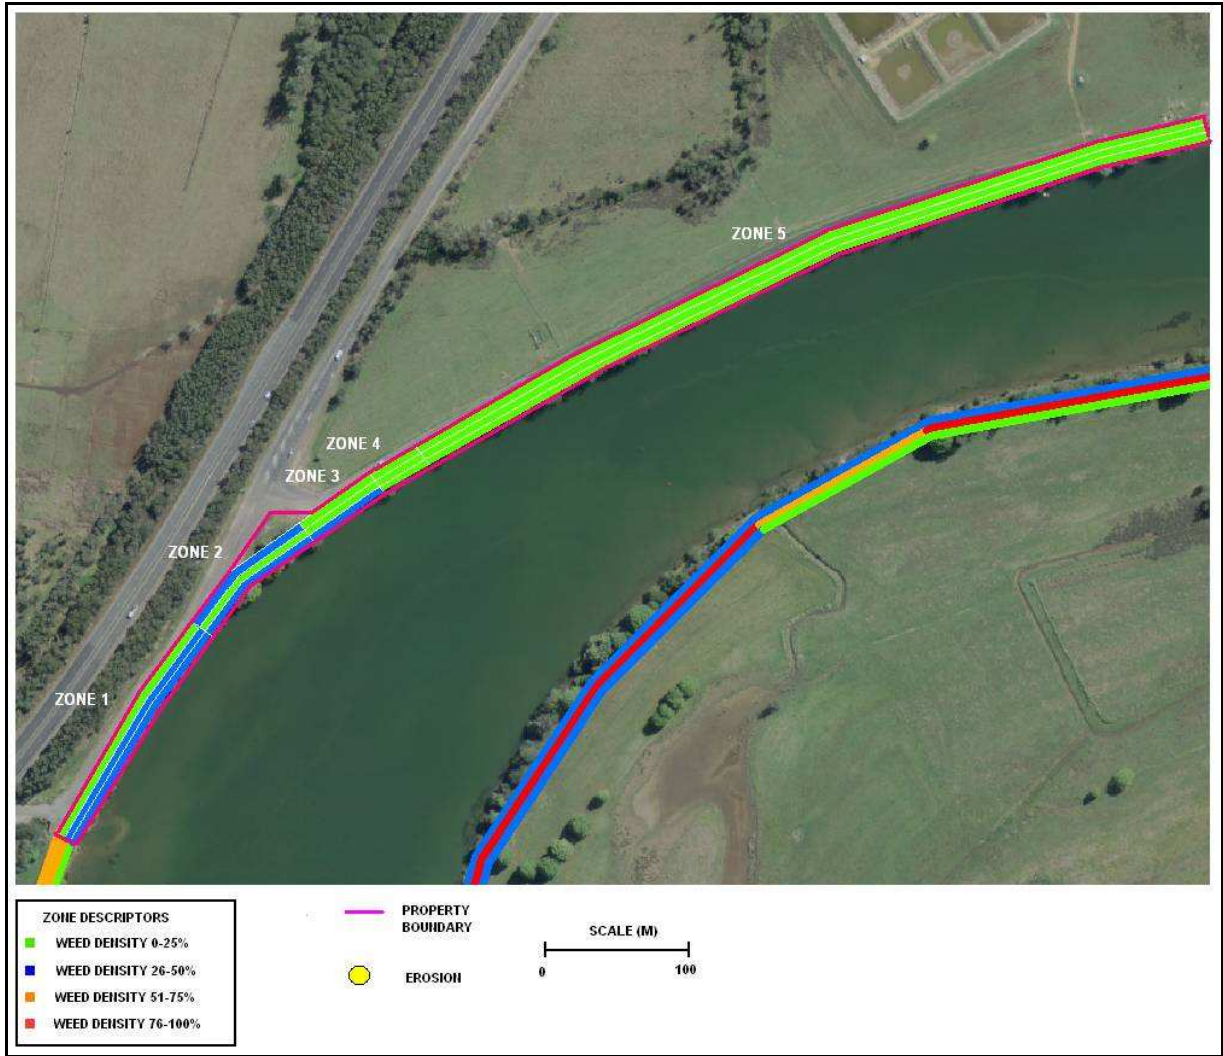 ZONE 5
ZONE 4
ZONE 3
ZONE 2
ZONE 1
ZONE DESCRIPTORS
WEED DENSITY 0-25%
WEED DENSITY 26-50%
WEED DENSITY 51-75%
WEED DENSITY 76-100%
PROPERTY
BOUNDARY
EROSION
SCALE (M)
0 100